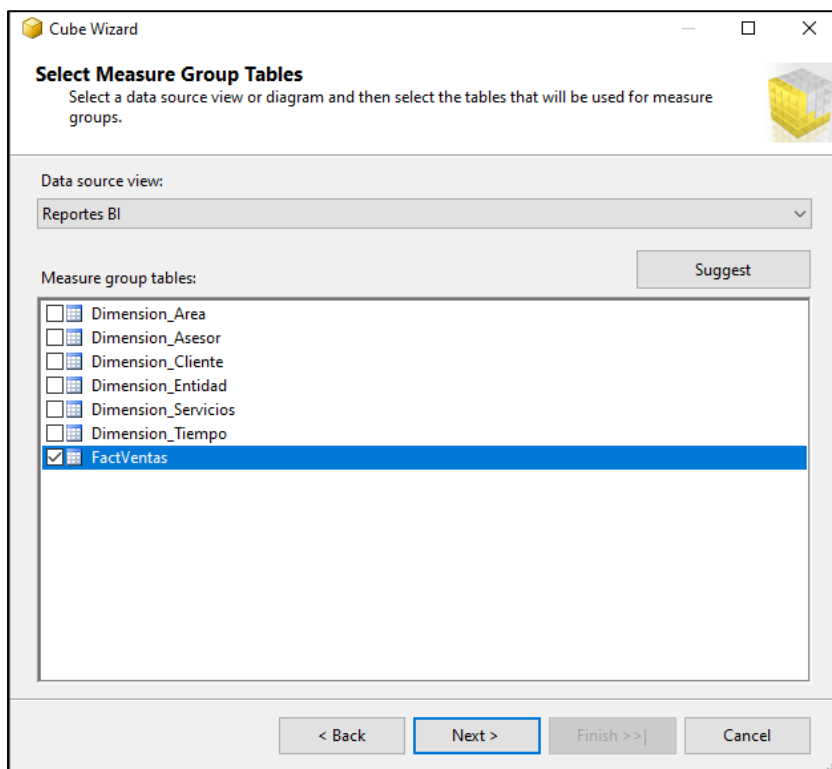 Cube Wizard
Select Measure Group Tables
Select a data source view or diagram and then select the tables that will be used for measure
groups.
Data source view:
Reportes BI
Suggest
Measure group tables:
Dimension_Area
Dimension_Asesor
Dimension_Cliente
Dimension_Entidad
Dimension_Servicios
Dimension_Tiempo
FactVentas
< Back
Next >
Finish >>|
Cancel